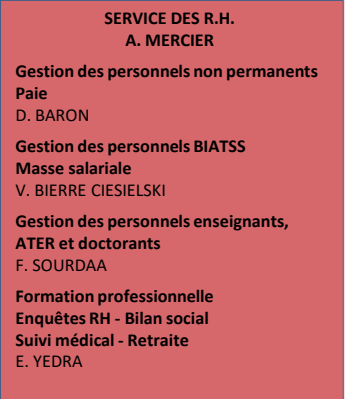 SERVICE DES R.H.
A. MERCIER
Gestion des personnels non permanents
Paie
D. BARON
Gestion des personnels BIATSS
Masse salariale
V. BIERRE CIESIELSKI
Gestion des personnels enseignants,
ATER et doctorants
F. SOURDAA
Formation professionnelle
Enquêtes RH - Bilan social
Suivi médical - Retraite
E. YEDRA